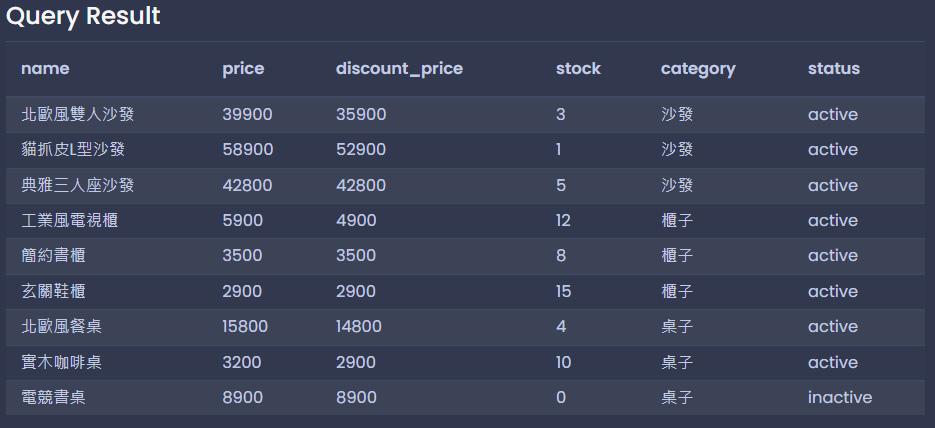 Query Result
name price discount_price stock category status
北歐風雙人沙發 39900 35900 3 沙發 active
貓抓皮L型沙發 58900 52900 1 沙發 active
典雅三人座沙發 42800 42800 5 沙發 active
工業風電視櫃 5900 4900 12 櫃子 active
簡約書櫃 3500 3500 8 櫃子 active
玄關鞋櫃 2900 2900 15 櫃子 active
北歐風餐桌 15800 14800 4 桌子 active
實木咖啡桌 3200 2900 10 桌子 active
電競書桌 8900 8900 0 桌子 inactive